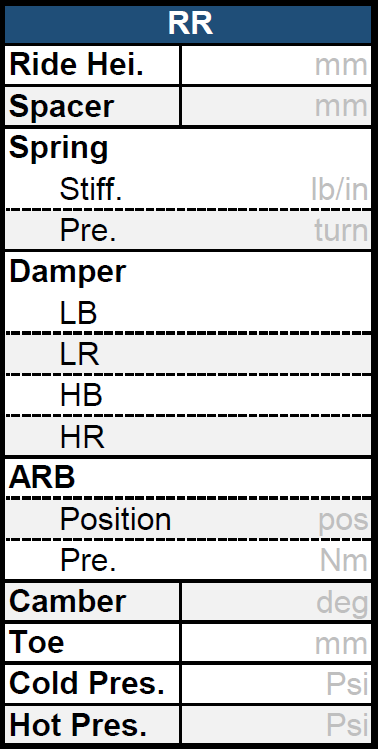 RR
Ride Hei. mm
Spacer mm
Spring
Stiff. lb/in
Pre. turn
Damper
LB
LR
HB
HR
ARB
Position pos
Pre. Nm
Camber deg
Toe mm
Cold Pres. Psi
Hot Pres. Psi